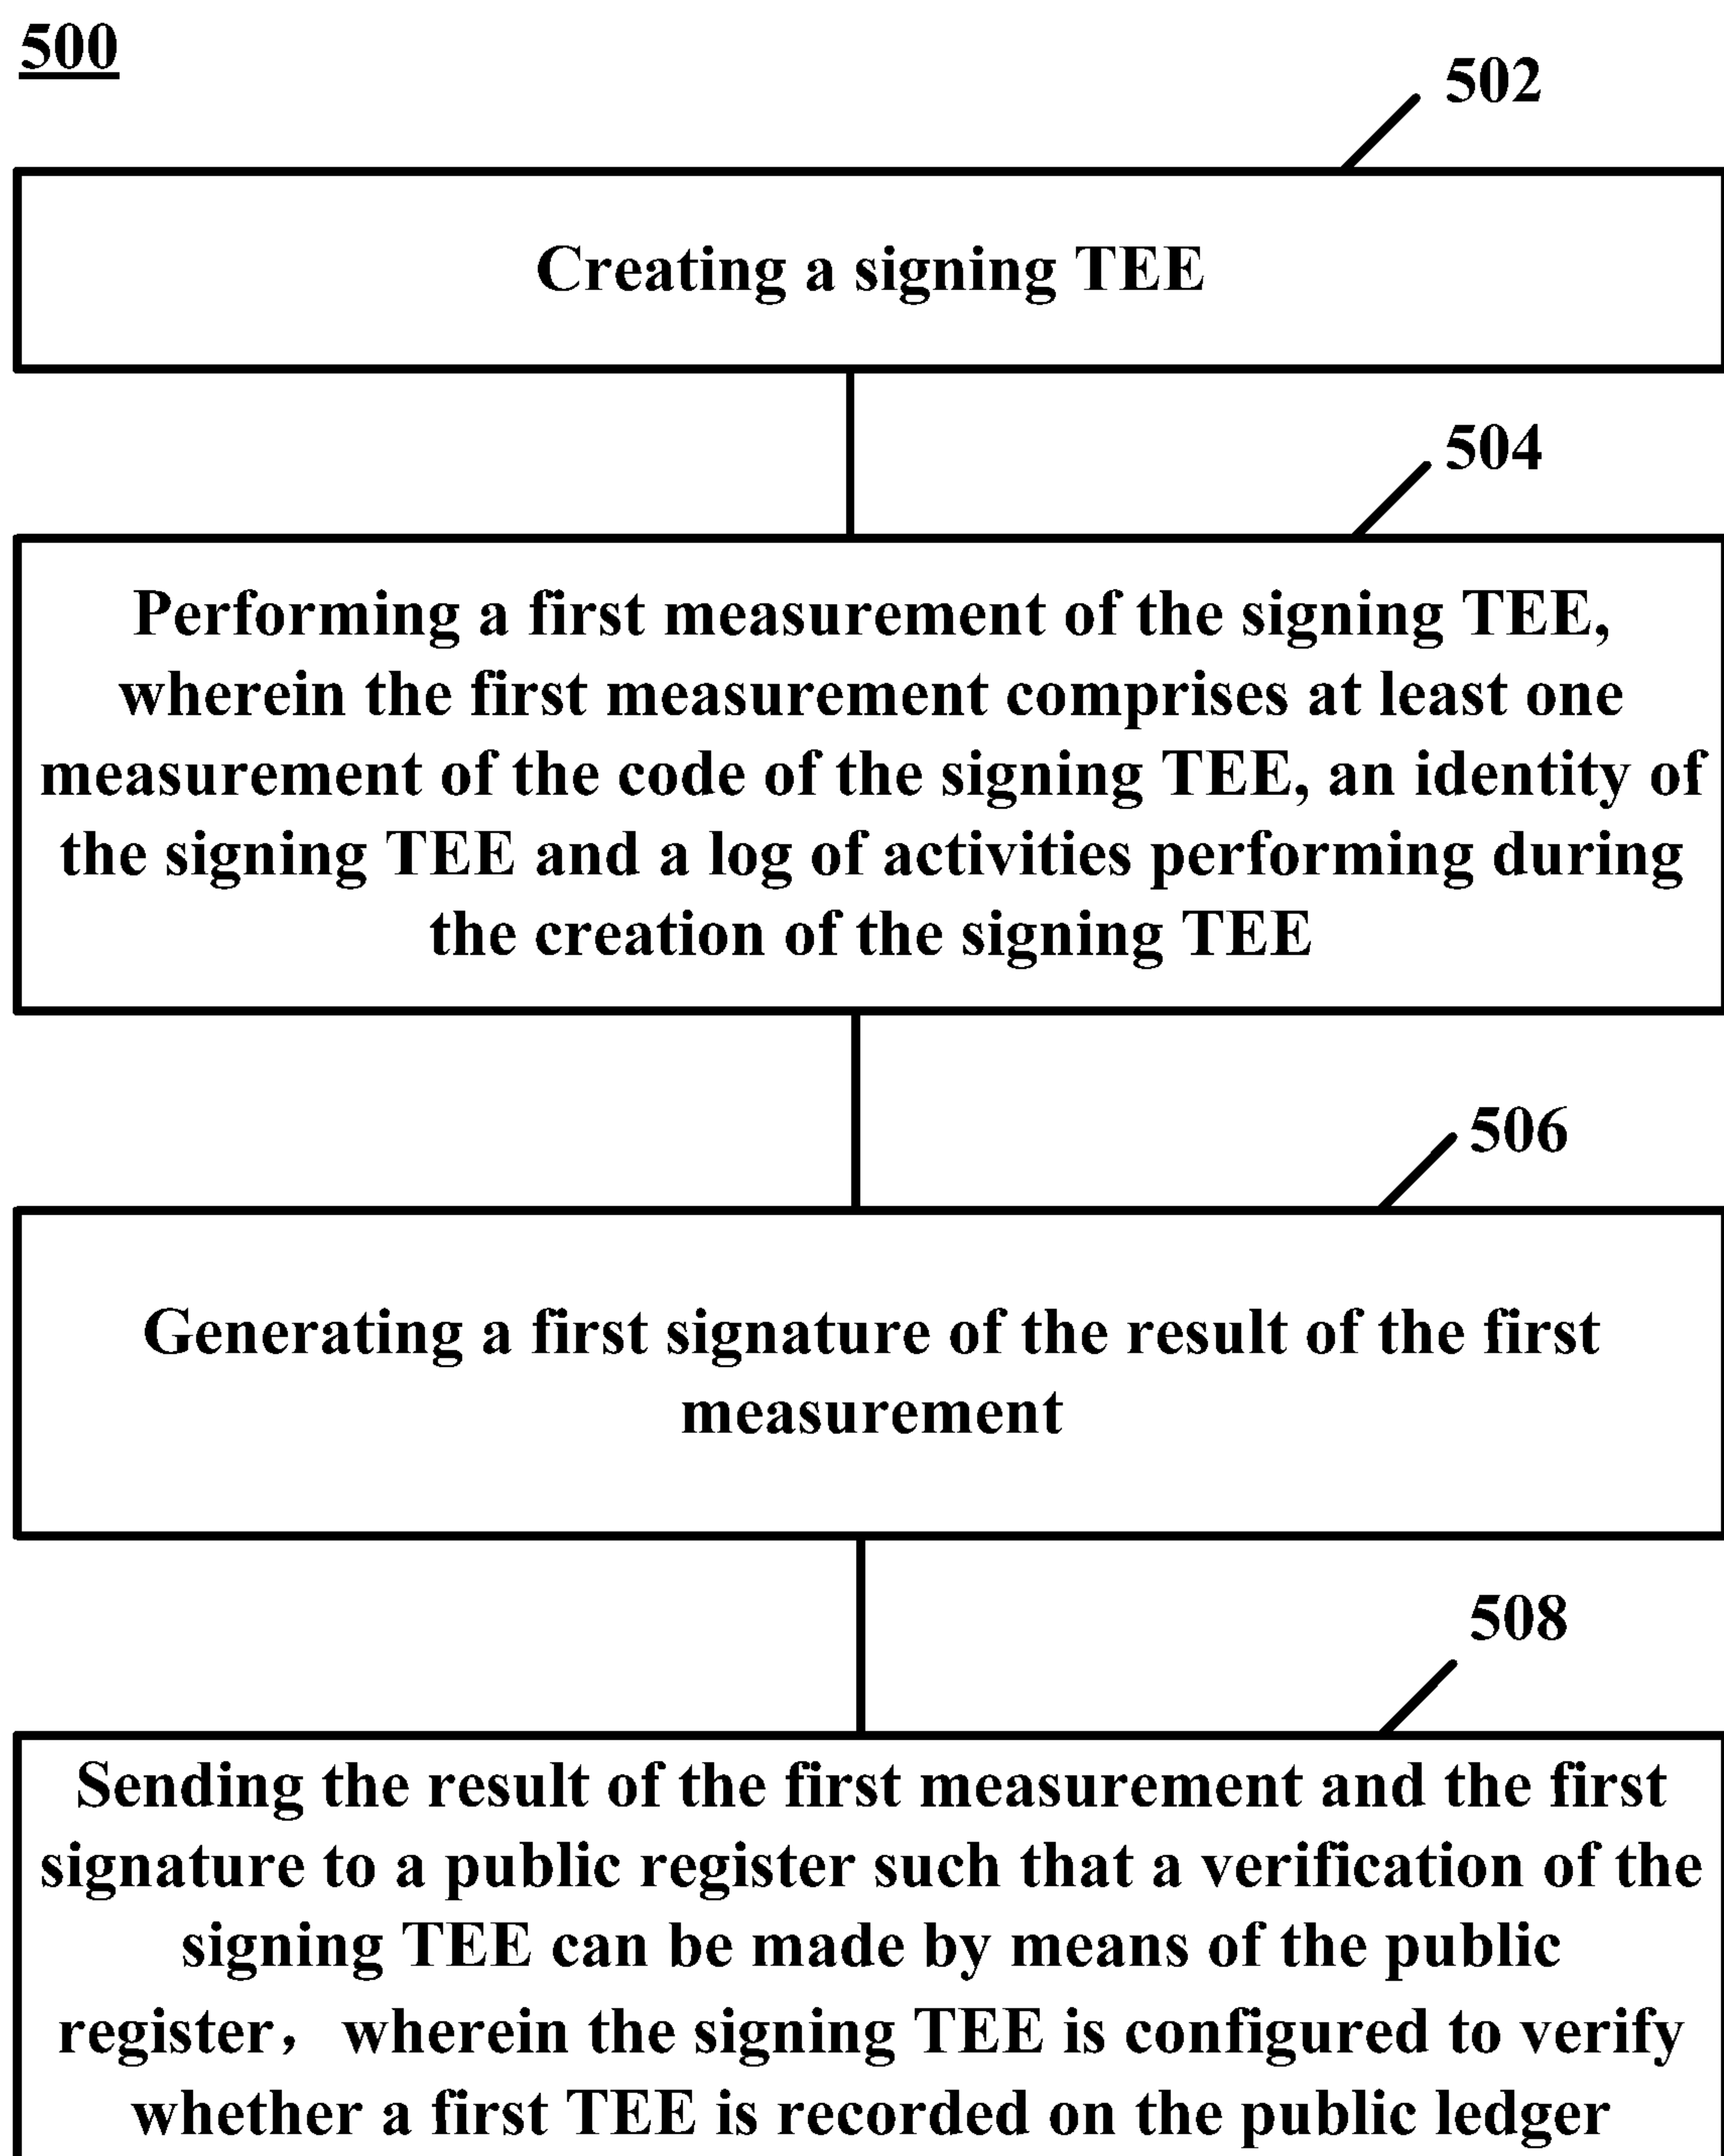 500
502
Creating a signing TEE
504
Performing a first measurement of the signing TEE,
wherein the first measurement comprises at least one
measurement of the code of the signing TEE, an identity of
the signing TEE and a log of activities performing during
the creation of the signing TEE
506
Generating a first signature of the result of the first
measurement
508
Sending the result of the first measurement and the first
signature to a public register such that a verification of the
signing TEE can be made by means of the public
register， wherein the signing TEE is configured to verify
whether a first TEE is recorded on the public ledger